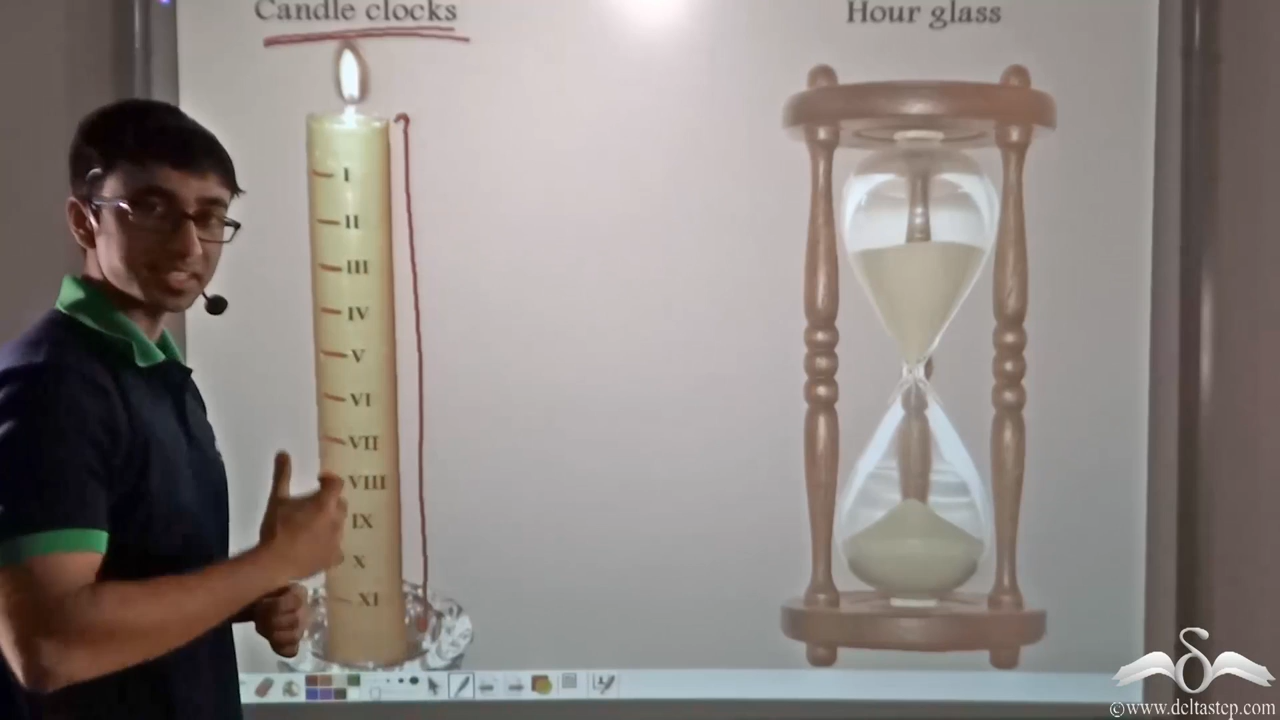 Candle clocks
Hour glass
I
II
III
IV
V
VI
VII
VIII
IX
X
XI
©www.deltastep.com